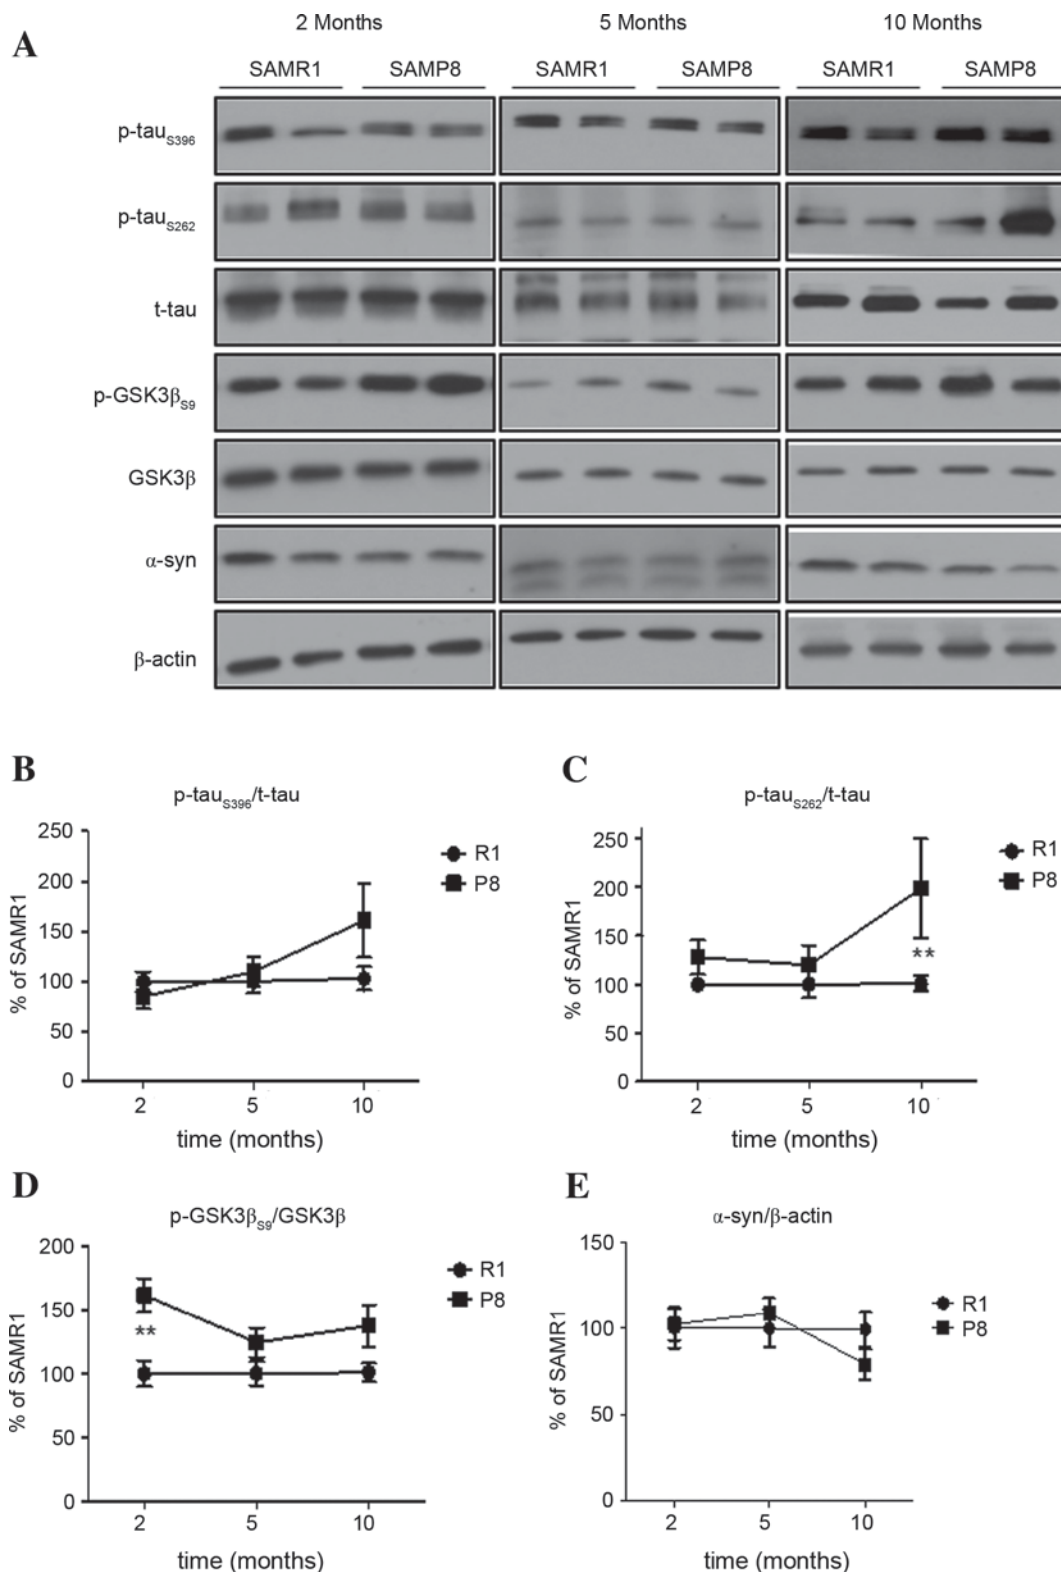 A
2 Months 5 Months 10 Months
SAMR1 SAMP8 SAMR1 SAMP8 SAMR1 SAMP8
p-tauS396
p-tauS262
t-tau
p-GSK3βS9
GSK3β
α-syn
β-actin
B
p-tauS396/t-tau
% of SAMR1
250
200
150
100
50
0
2 5 10
time (months)
R1
P8
C
p-tauS262/t-tau
% of SAMR1
250
200
150
100
50
0
**
2 5 10
time (months)
R1
P8
D
p-GSK3βS9/GSK3β
% of SAMR1
200
150
100
50
0
**
2 5 10
time (months)
R1
P8
E
α-syn/β-actin
% of SAMR1
150
100
50
0
2 5 10
time (months)
R1
P8